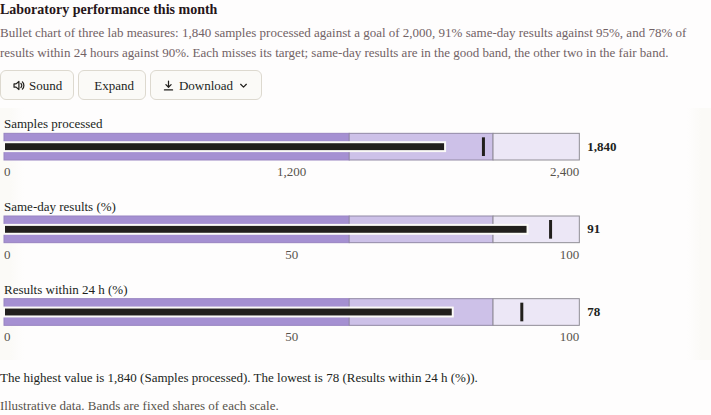 Laboratory performance this month
Bullet chart of three lab measures: 1,840 samples processed against a goal of 2,000, 91% same-day results against 95%, and 78% of
results within 24 hours against 90%. Each misses its target; same-day results are in the good band, the other two in the fair band.
Sound Expand Download
Samples processed
1,840
0 1,200 2,400
Same-day results (%)
91
0 50 100
Results within 24 h (%)
78
0 50 100
The highest value is 1,840 (Samples processed). The lowest is 78 (Results within 24 h (%)).
Illustrative data. Bands are fixed shares of each scale.